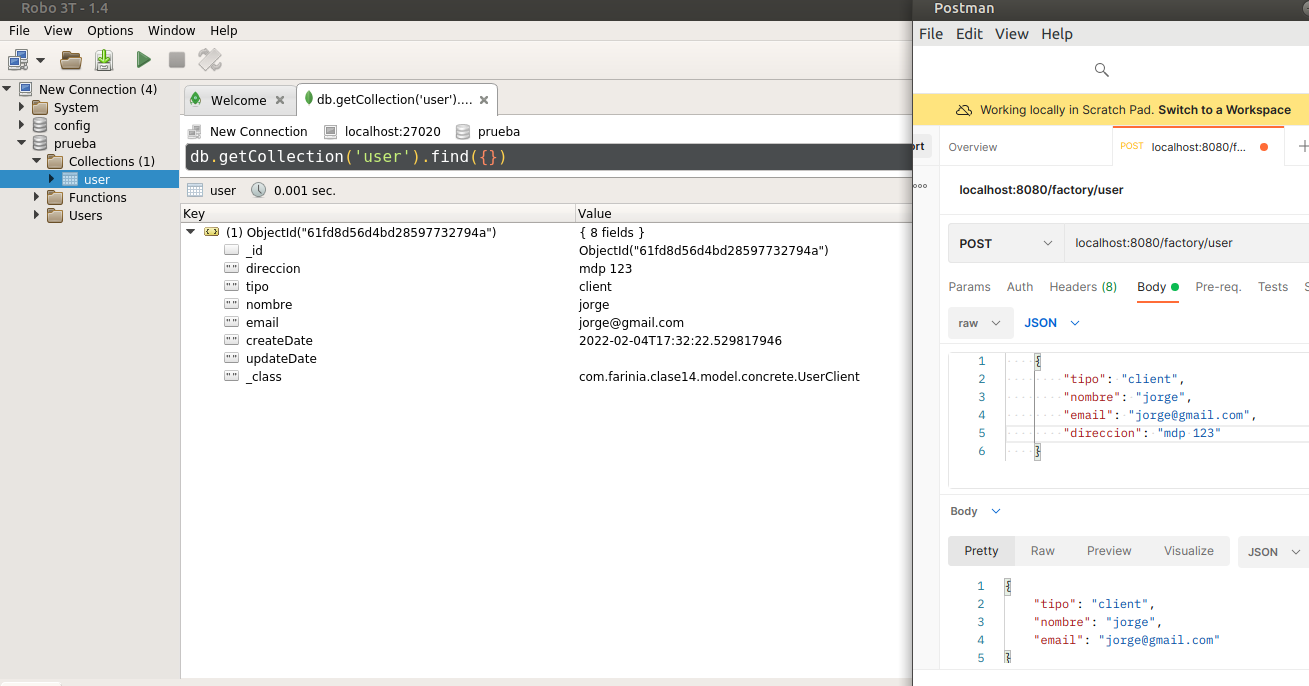 Robo 3T - 1.4
File View Options Window Help
New Connection (4)
System
config
prueba
Collections (1)
user
Functions
Users
Welcome
db.getCollection('user')....
New Connection localhost:27020 prueba
db.getCollection('user').find({})
user 0.001 sec.
Key Value
(1) ObjectId("61fd8d56d4bd28597732794a") { 8 fields }
_id ObjectId("61fd8d56d4bd28597732794a")
direccion mdp 123
tipo client
nombre jorge
email jorge@gmail.com
createDate 2022-02-04T17:32:22.529817946
updateDate
_class com.farinia.clase14.model.concrete.UserClient
Postman
File Edit View Help
Working locally in Scratch Pad. Switch to a Workspace
ort
Overview
POST localhost:8080/f...
ooo
localhost:8080/factory/user
POST localhost:8080/factory/user
Params Auth Headers (8) Body Pre-req. Tests S
raw JSON
1 {
2 "tipo": "client",
3 "nombre": "jorge",
4 "email": "jorge@gmail.com",
5 "direccion": "mdp 123"
6 }
Body
Pretty Raw Preview Visualize JSON
1 {
2 "tipo": "client",
3 "nombre": "jorge",
4 "email": "jorge@gmail.com"
5 }